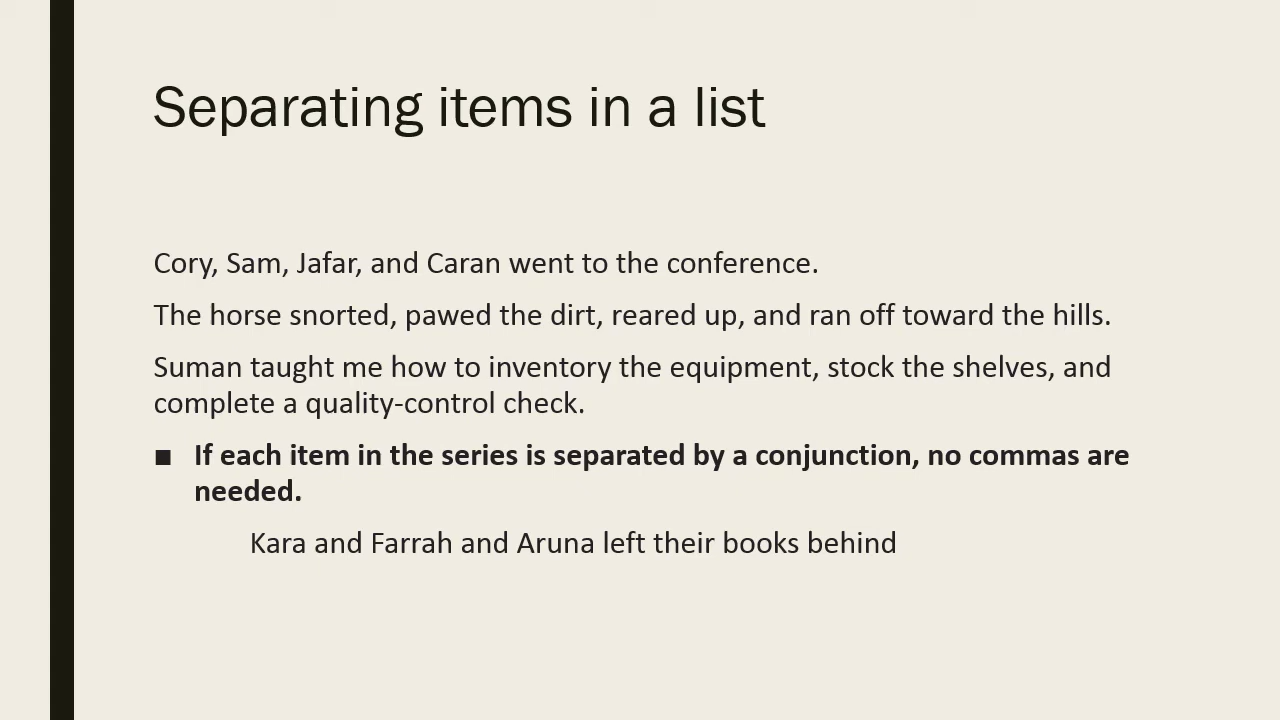 Separating items in a list
Cory, Sam, Jafar, and Caran went to the conference.
The horse snorted, pawed the dirt, reared up, and ran off toward the hills.
Suman taught me how to inventory the equipment, stock the shelves, and
complete a quality-control check.
■ If each item in the series is separated by a conjunction, no commas are
needed.
Kara and Farrah and Aruna left their books behind